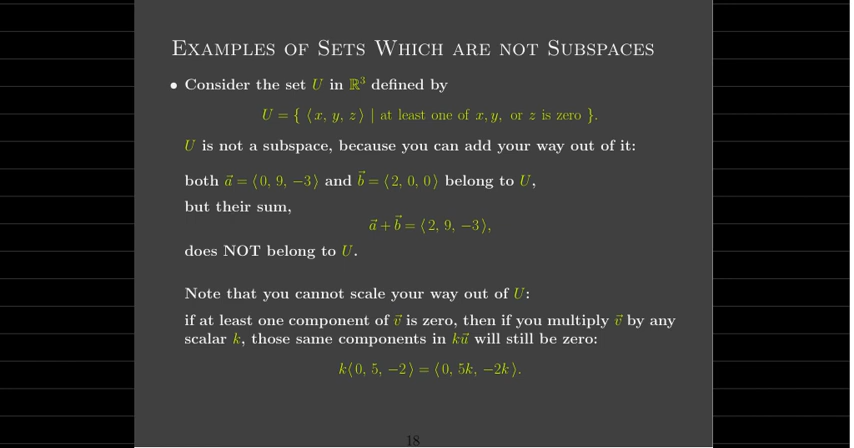 Examples of Sets Which are not Subspaces
• Consider the set U in ℝ³ defined by
U = { ⟨x, y, z⟩ | at least one of x, y, or z is zero }.
U is not a subspace, because you can add your way out of it:
both a⃗ = ⟨0, 9, −3⟩ and b⃗ = ⟨2, 0, 0⟩ belong to U,
but their sum,
a⃗ + b⃗ = ⟨2, 9, −3⟩,
does NOT belong to U.
Note that you cannot scale your way out of U:
if at least one component of v⃗ is zero, then if you multiply v⃗ by any
scalar k, those same components in ku⃗ will still be zero:
k⟨0, 5, −2⟩ = ⟨0, 5k, −2k⟩.
18